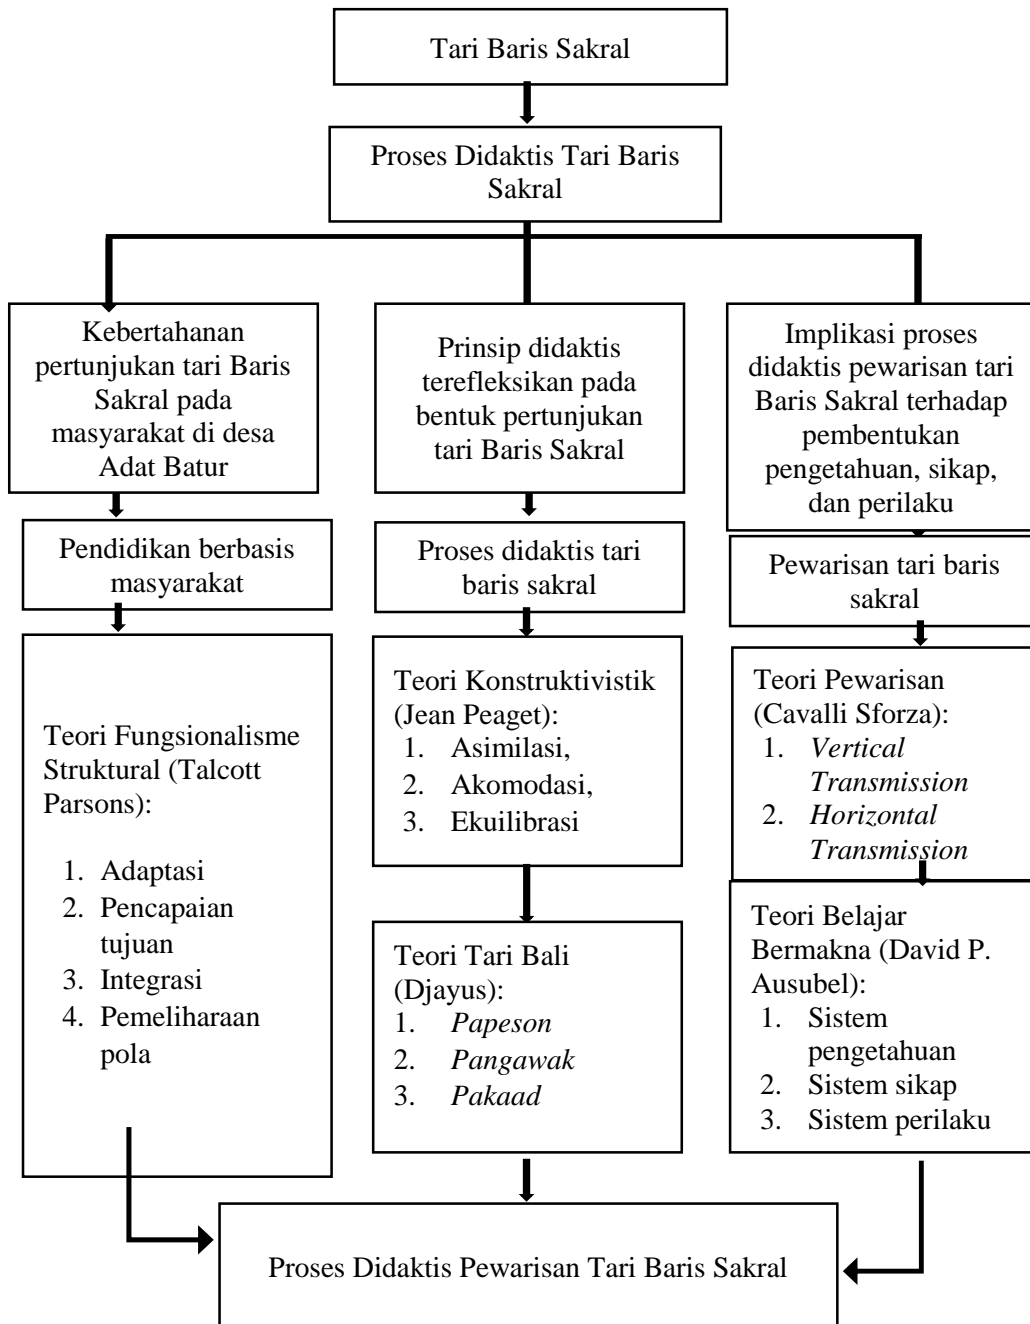 Tari Baris Sakral
Proses Didaktis Tari Baris
Sakral
Kebertahanan
pertunjukan tari Baris
Sakral pada
masyarakat di desa
Adat Batur
Prinsip didaktis
terefleksikan pada
bentuk pertunjukan
tari Baris Sakral
Implikasi proses
didaktis pewarisan tari
Baris Sakral terhadap
pembentukan
pengetahuan, sikap,
dan perilaku
Pendidikan berbasis
masyarakat
Proses didaktis tari
baris sakral
Pewarisan tari baris
sakral
Teori Fungsionalisme
Struktural (Talcott
Parsons):
1. Adaptasi
2. Pencapaian
tujuan
3. Integrasi
4. Pemeliharaan
pola
Teori Konstruktivistik
(Jean Peaget):
1. Asimilasi,
2. Akomodasi,
3. Ekuilibrasi
Teori Pewarisan
(Cavalli Sforza):
1. Vertical
Transmission
2. Horizontal
Transmission
Teori Tari Bali
(Djayus):
1. Papeson
2. Pangawak
3. Pakaad
Teori Belajar
Bermakna (David P.
Ausubel):
1. Sistem
pengetahuan
2. Sistem sikap
3. Sistem perilaku
Proses Didaktis Pewarisan Tari Baris Sakral